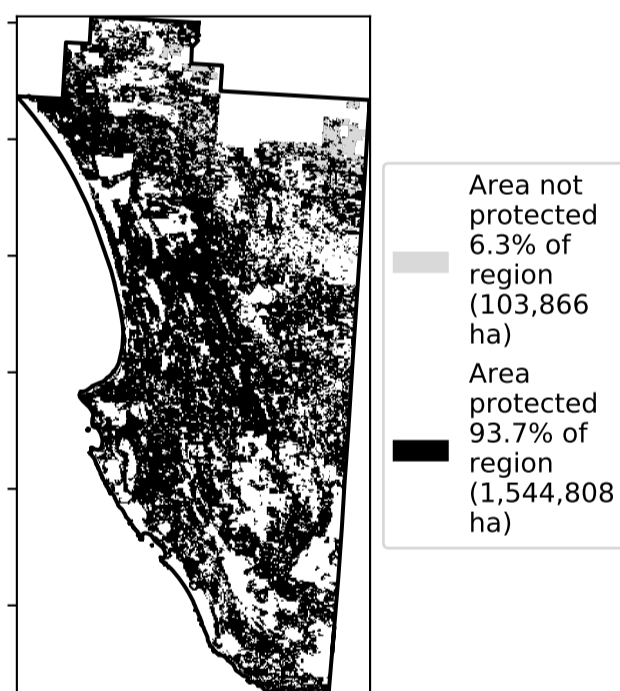 Area not
protected
6.3% of
region
(103,866
ha)
Area
protected
93.7% of
region
(1,544,808
ha)